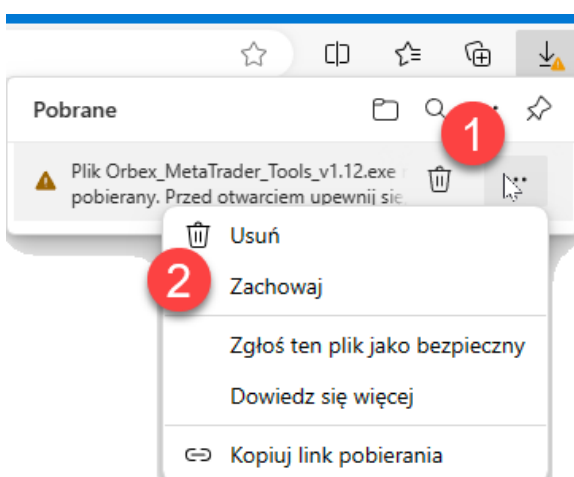 Pobrane
1
Plik Orbex_MetaTrader_Tools_v1.12.exe
pobierany. Przed otwarciem upewnij się
Usuń
2
Zachowaj
Zgłoś ten plik jako bezpieczny
Dowiedz się więcej
Kopiuj link pobierania